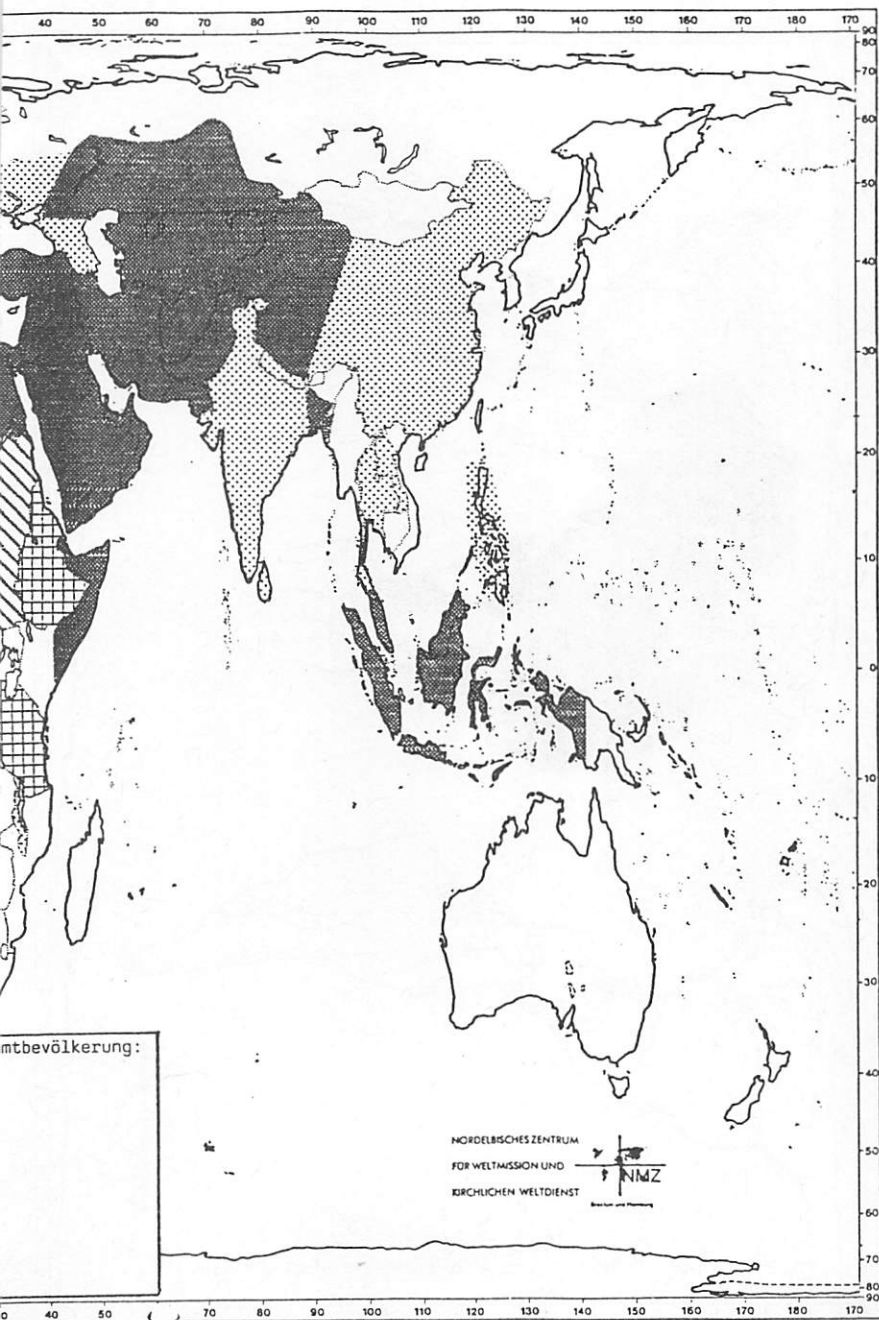 40 50 60 70 80 90 100 110 120 130 140 150 160 170 180 170
90
80
70
60
50
40
30
20
10
0
10
20
30
40
50
60
70
80
90
mtbevölkerung:
NORDELBISCHES ZENTRUM
FÜR WELTMISSION UND
KIRCHLICHEN WELTDIENST
NMZ
Breklum und Hamburg
40 50 70 80 90 100 110 120 130 140 150 160 170 180 170